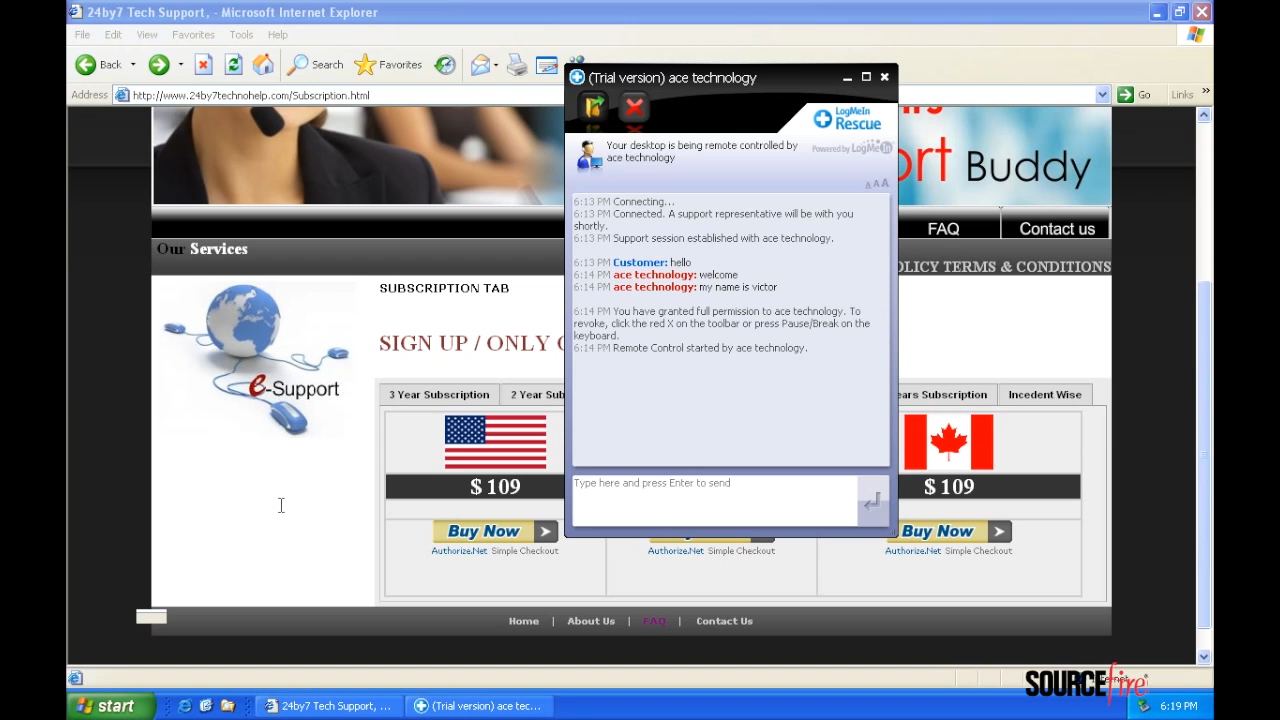 24by7 Tech Support, - Microsoft Internet Explorer
File Edit View Favorites Tools Help
Back Search Favorites
Address http://www.24by7technohelp.com/Subscription.html Go Links »
(Trial version) ace technology
LogMeIn
Rescue
Your desktop is being remote controlled by
ace technology
Powered by LogMeIn
A A A
6:13 PM Connecting...
6:13 PM Connected. A support representative will be with you
shortly.
6:13 PM Support session established with ace technology.
6:13 PM Customer: hello
6:14 PM ace technology: welcome
6:14 PM ace technology: my name is victor
6:14 PM You have granted full permission to ace technology. To
revoke, click the red X on the toolbar or press Pause/Break on the
keyboard.
6:14 PM Remote Control started by ace technology.
Type here and press Enter to send
Buddy
FAQ Contact us
Our Services
OLICY TERMS & CONDITIONS
SUBSCRIPTION TAB
SIGN UP / ONLY
e-Support
3 Year Subscription 2 Year Sub ears Subscription Incedent Wise
$ 109 $ 109
Buy Now Buy Now
Authorize.Net Simple Checkout Authorize.Net Simple Checkout Authorize.Net Simple Checkout
Home | About Us | FAQ | Contact Us
SOURCEfire
start 24by7 Tech Support, ... (Trial version) ace tec... 6:19 PM